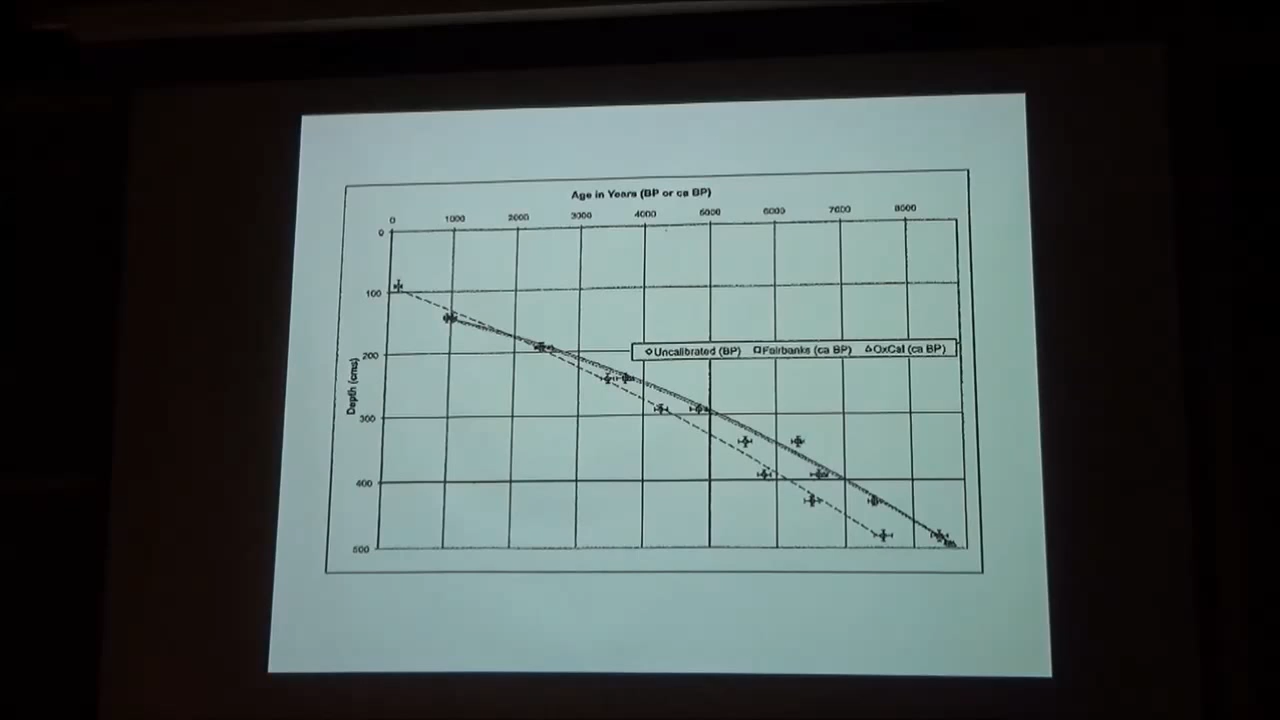 Age in Years (BP or ca BP)
0 1000 2000 3000 4000 5000 6000 7000 8000
0
100
200
300
400
500
Depth (cms)
Uncalibrated (BP) Fairbanks (ca BP) OxCal (ca BP)